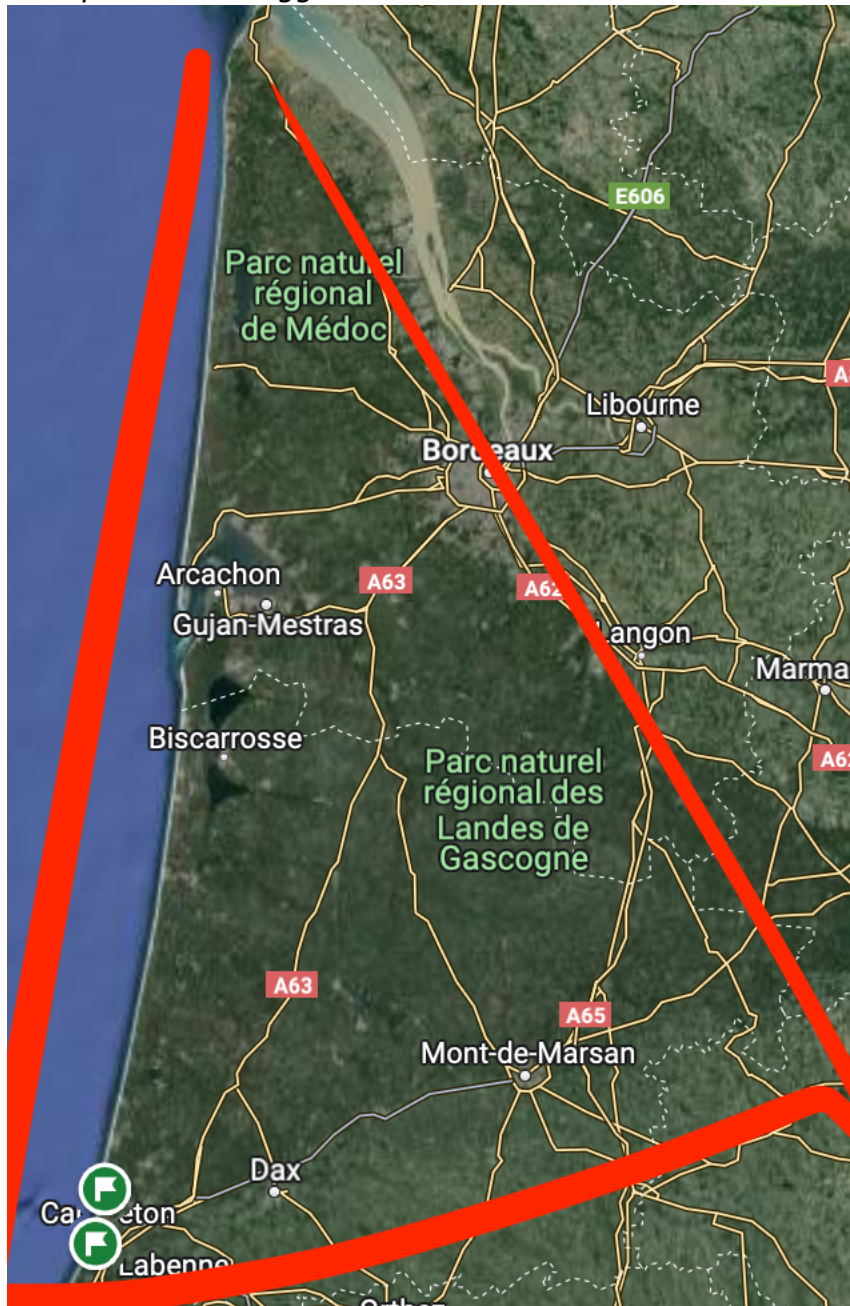 E606
Parc naturel
régional
de Médoc
Libourne
Bordeaux
Arcachon
A63
A62
Gujan-Mestras
Langon
Biscarrosse
Parc naturel
régional des
Landes de
Gascogne
A63
A65
Mont-de-Marsan
Dax
Labenne